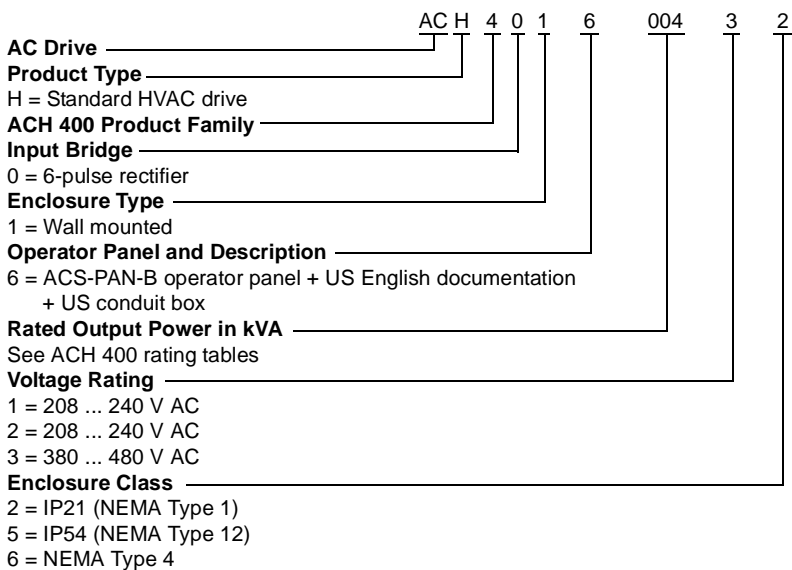 AC H 4 0 1 6 004 3 2
AC Drive
Product Type
H = Standard HVAC drive
ACH 400 Product Family
Input Bridge
0 = 6-pulse rectifier
Enclosure Type
1 = Wall mounted
Operator Panel and Description
6 = ACS-PAN-B operator panel + US English documentation
+ US conduit box
Rated Output Power in kVA
See ACH 400 rating tables
Voltage Rating
1 = 208 ... 240 V AC
2 = 208 ... 240 V AC
3 = 380 ... 480 V AC
Enclosure Class
2 = IP21 (NEMA Type 1)
5 = IP54 (NEMA Type 12)
6 = NEMA Type 4